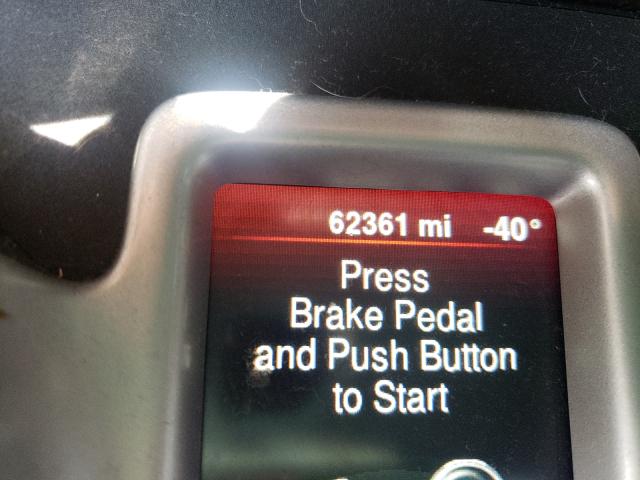 62361 mi -40°
Press
Brake Pedal
and Push Button
to Start